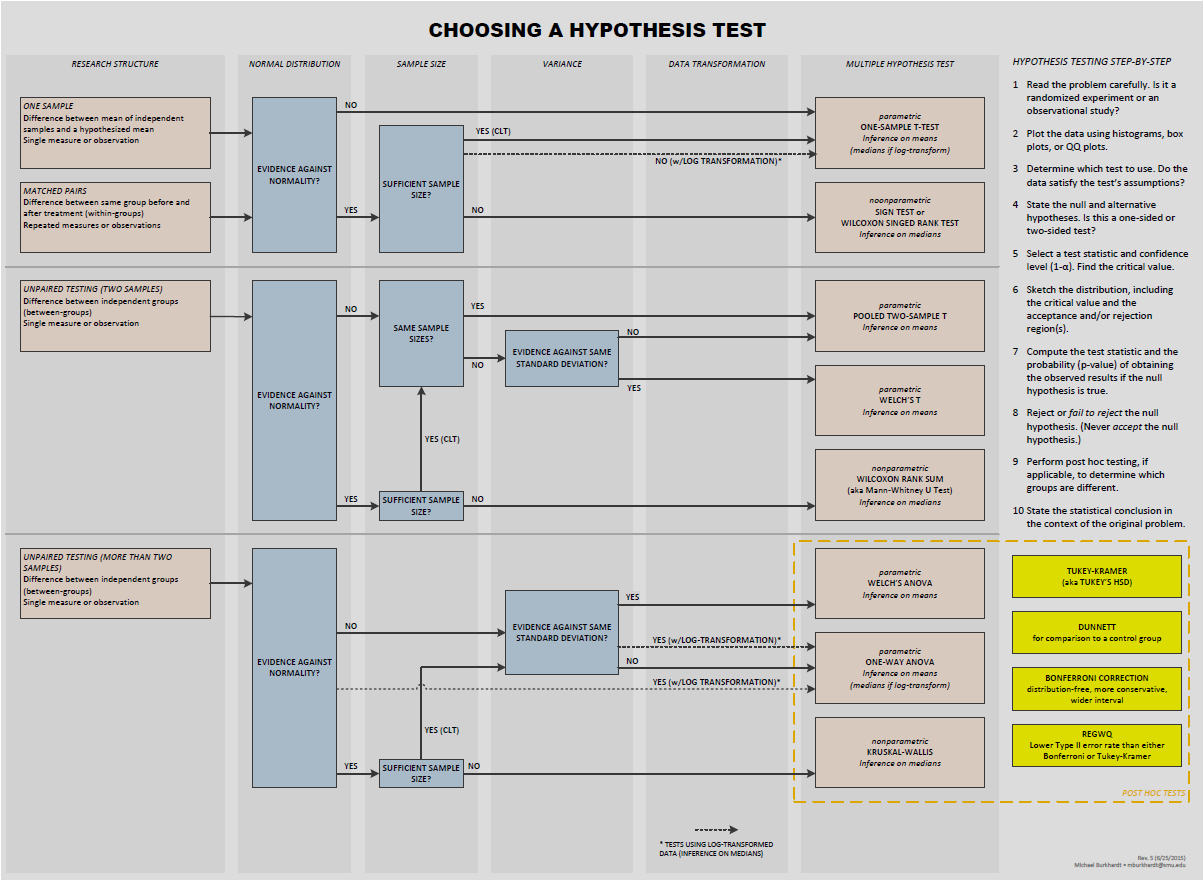 CHOOSING A HYPOTHESIS TEST
RESEARCH STRUCTURE
NORMAL DISTRIBUTION
SAMPLE SIZE
VARIANCE
DATA TRANSFORMATION
MULTIPLE HYPOTHESIS TEST
ONE SAMPLE
Difference between mean of independent
samples and a hypothesized mean
Single measure or observation
MATCHED PAIRS
Difference between same group before and
after treatment (within-groups)
Repeated measures or observations
EVIDENCE AGAINST
NORMALITY?
NO
YES
SUFFICIENT SAMPLE
SIZE?
YES (CLT)
NO (w/LOG TRANSFORMATION)*
NO
parametric
ONE-SAMPLE T-TEST
Inference on means
(medians if log-transform)
noonparametric
SIGN TEST or
WILCOXON SINGED RANK TEST
Inference on medians
UNPAIRED TESTING (TWO SAMPLES)
Difference between independent groups
(between-groups)
Single measure or observation
EVIDENCE AGAINST
NORMALITY?
NO
YES
SAME SAMPLE
SIZES?
YES
NO
YES (CLT)
SUFFICIENT SAMPLE
SIZE?
NO
EVIDENCE AGAINST SAME
STANDARD DEVIATION?
NO
YES
parametric
POOLED TWO-SAMPLE T
Inference on means
parametric
WELCH'S T
Inference on means
nonparametric
WILCOXON RANK SUM
(aka Mann-Whitney U Test)
Inference on medians
UNPAIRED TESTING (MORE THAN TWO
SAMPLES)
Difference between independent groups
(between-groups)
Single measure or observation
EVIDENCE AGAINST
NORMALITY?
NO
YES
YES (CLT)
SUFFICIENT SAMPLE
SIZE?
NO
EVIDENCE AGAINST SAME
STANDARD DEVIATION?
YES
YES (w/LOG-TRANSFORMATION)*
NO
YES (w/LOG TRANSFORMATION)*
parametric
WELCH'S ANOVA
Inference on means
parametric
ONE-WAY ANOVA
Inference on means
(medians if log-transform)
nonparametric
KRUSKAL-WALLIS
Inference on medians
* TESTS USING LOG-TRANSFORMED
DATA (INFERENCE ON MEDIANS)
HYPOTHESIS TESTING STEP-BY-STEP
1 Read the problem carefully. Is it a
randomized experiment or an
observational study?
2 Plot the data using histograms, box
plots, or QQ plots.
3 Determine which test to use. Do the
data satisfy the test's assumptions?
4 State the null and alternative
hypotheses. Is this a one-sided or
two-sided test?
5 Select a test statistic and confidence
level (1-α). Find the critical value.
6 Sketch the distribution, including
the critical value and the
acceptance and/or rejection
region(s).
7 Compute the test statistic and the
probability (p-value) of obtaining
the observed results if the null
hypothesis is true.
8 Reject or fail to reject the null
hypothesis. (Never accept the null
hypothesis.)
9 Perform post hoc testing, if
applicable, to determine which
groups are different.
10 State the statistical conclusion in
the context of the original problem.
TUKEY-KRAMER
(aka TUKEY'S HSD)
DUNNETT
for comparison to a control group
BONFERRONI CORRECTION
distribution-free, more conservative,
wider interval
REGWQ
Lower Type II error rate than either
Bonferroni or Tukey-Kramer
POST HOC TESTS
Rev. 5 (6/25/2015)
Michael Burkhardt • mburkhardt@smu.edu